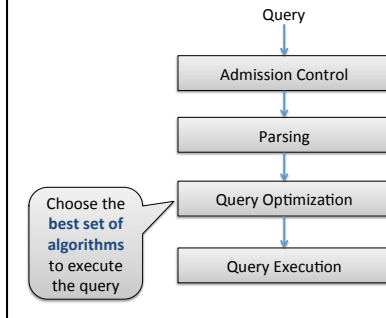 Query
Admission Control
Parsing
Choose the
best set of
algorithms
to execute
the query
Query Optimization
Query Execution